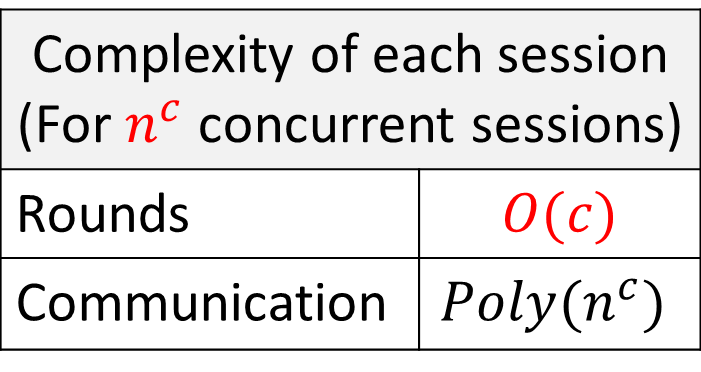 Complexity of each session
(For n^c concurrent sessions)
Rounds O(c)
Communication Poly(n^c)